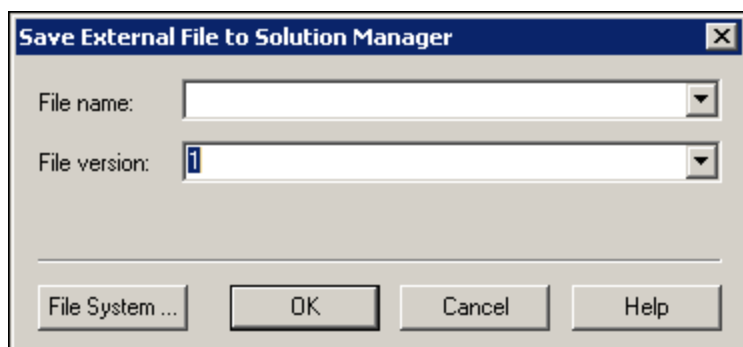 Save External File to Solution Manager
File name:
File version: 1
File System ... OK Cancel Help